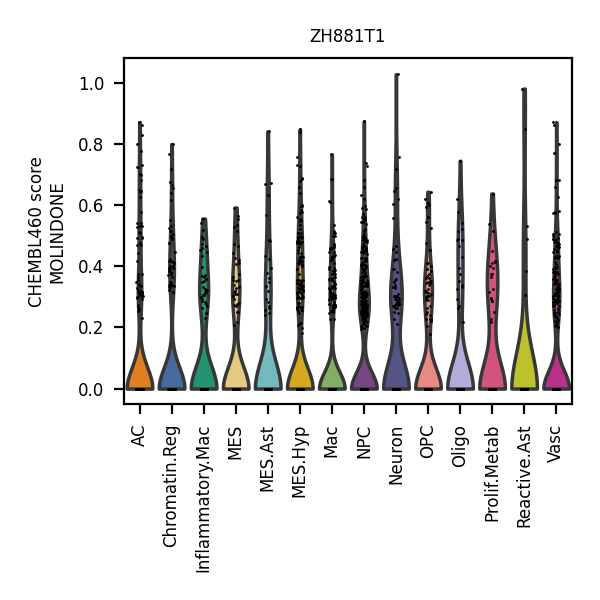 ZH881T1
CHEMBL460 score
MOLINDONE
1.0
0.8
0.6
0.4
0.2
0.0
AC
Chromatin.Reg
Inflammatory.Mac
MES
MES.Ast
MES.Hyp
Mac
NPC
Neuron
OPC
Oligo
Prolif.Metab
Reactive.Ast
Vasc